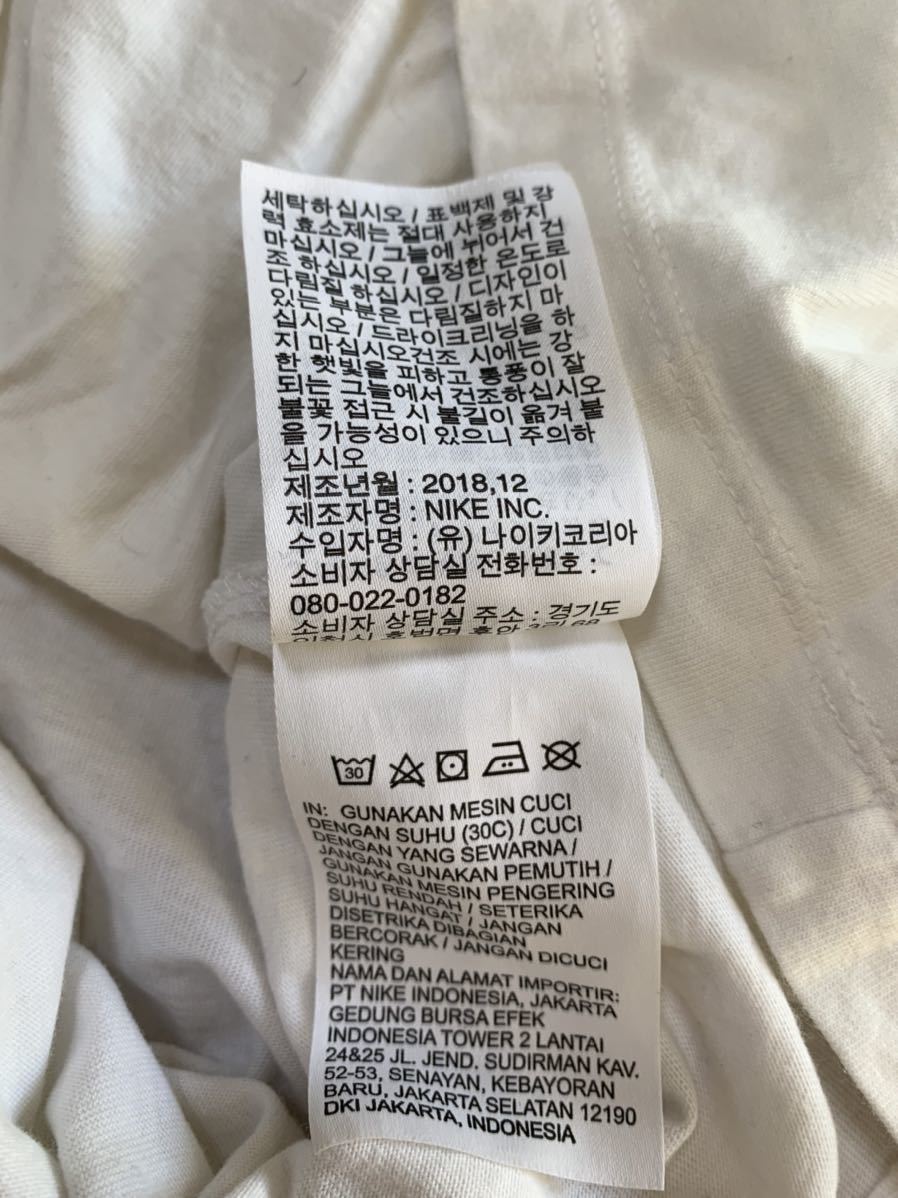 세탁하십시오 / 표백제 및 강
력 효소제는 절대 사용하지
마십시오 / 그늘에 뉘어서 건
조 하십시오 / 일정한 온도로
다림질 하십시오 / 디자인이
있는 부분은 다림질하지 마
십시오 / 드라이크리닝을 하
지 마십시오건조 시에는 강
한 햇빛을 피하고 통풍이 잘
되는 그늘에서 건조하십시오
불꽃 접근 시 불길이 옮겨 붙
을 가능성이 있으니 주의하
십시오
제조년월 : 2018,12
제조자명 : NIKE INC.
수입자명 : (유) 나이키코리아
소비자 상담실 전화번호 :
080-022-0182
소비자 상담실 주소 : 경기도
30
IN: GUNAKAN MESIN CUCI
DENGAN SUHU (30C) / CUCI
DENGAN YANG SEWARNA /
JANGAN GUNAKAN PEMUTIH /
GUNAKAN MESIN PENGERING
SUHU RENDAH / SETERIKA
SUHU HANGAT / JANGAN
DISETRIKA DIBAGIAN
BERCORAK / JANGAN DICUCI
KERING
NAMA DAN ALAMAT IMPORTIR:
PT NIKE INDONESIA, JAKARTA
GEDUNG BURSA EFEK
INDONESIA TOWER 2 LANTAI
24&25 JL. JEND. SUDIRMAN KAV.
52-53, SENAYAN, KEBAYORAN
BARU, JAKARTA SELATAN 12190
DKI JAKARTA, INDONESIA